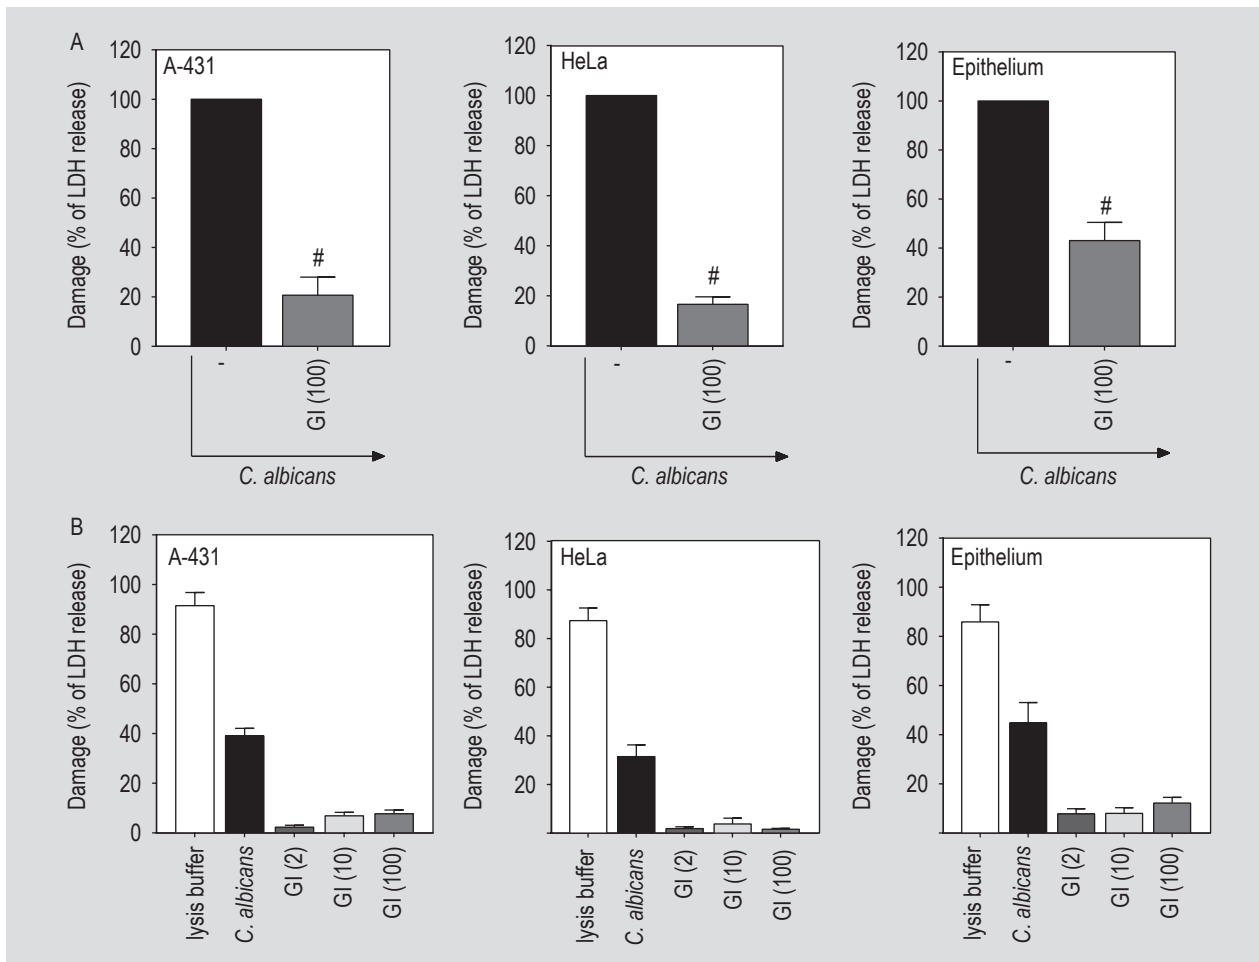 A
A-431
Damage (% of LDH release)
120
100
80
60
40
20
0
-
GI (100)
C. albicans
#
HeLa
Damage (% of LDH release)
120
100
80
60
40
20
0
-
GI (100)
C. albicans
#
Epithelium
Damage (% of LDH release)
120
100
80
60
40
20
0
-
GI (100)
C. albicans
#
B
A-431
Damage (% of LDH release)
120
100
80
60
40
20
0
lysis buffer
C. albicans
GI (2)
GI (10)
GI (100)
HeLa
Damage (% of LDH release)
120
100
80
60
40
20
lysis buffer
C. albicans
GI (2)
GI (10)
GI (100)
Epithelium
Damage (% of LDH release)
120
100
80
60
40
20
lysis buffer
C. albicans
GI (2)
GI (10)
GI (100)